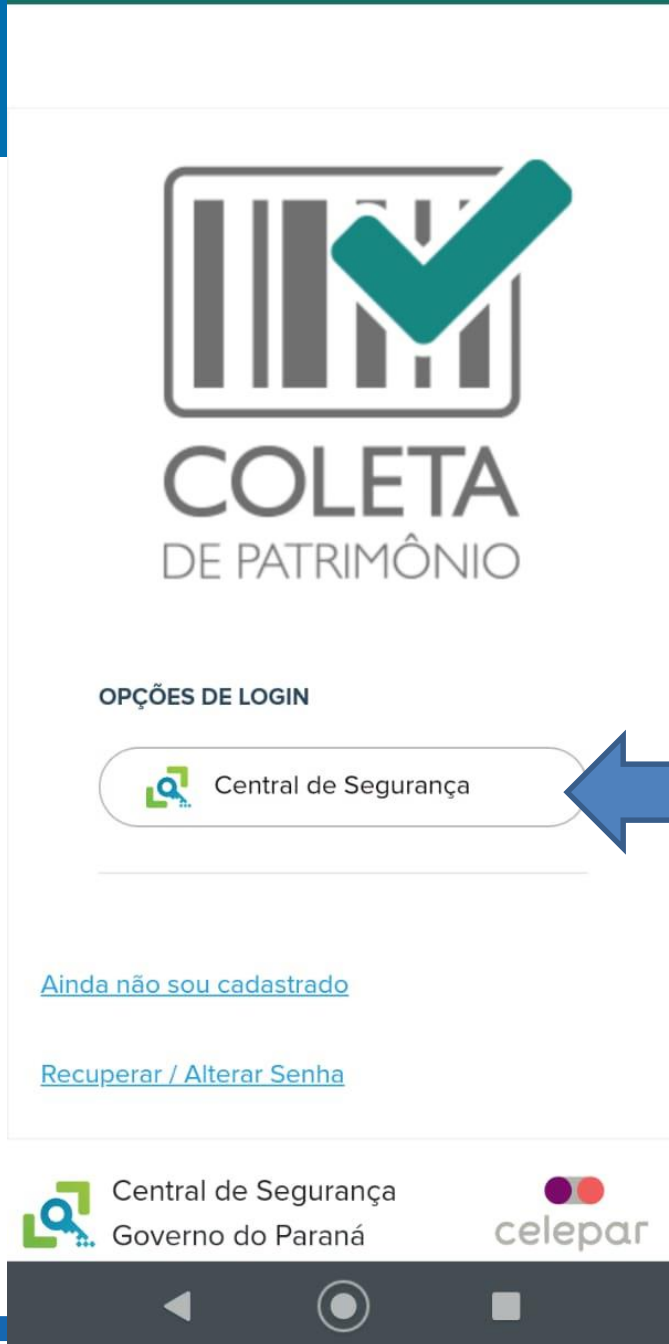 COLETA
DE PATRIMÔNIO
OPÇÕES DE LOGIN
Central de Segurança
Ainda não sou cadastrado
Recuperar / Alterar Senha
Central de Segurança
Governo do Paraná
celepar